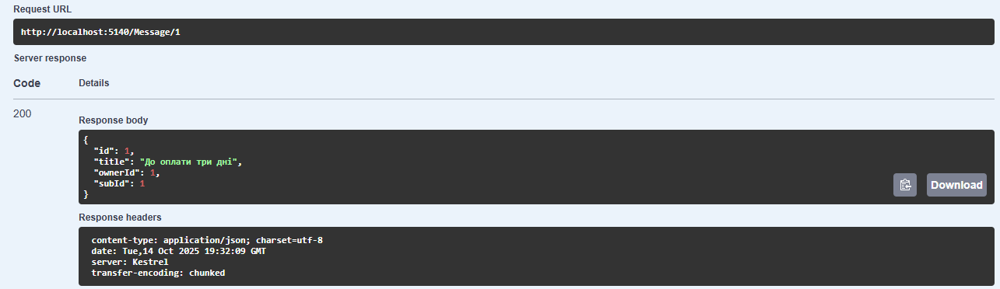 Request URL
http://localhost:5140/Message/1
Server response
Code Details
200
Response body
{
"id": 1,
"title": "До оплати три дні",
"ownerId": 1,
"subId": 1
}
Download
Response headers
content-type: application/json; charset=utf-8
date: Tue,14 Oct 2025 19:32:09 GMT
server: Kestrel
transfer-encoding: chunked